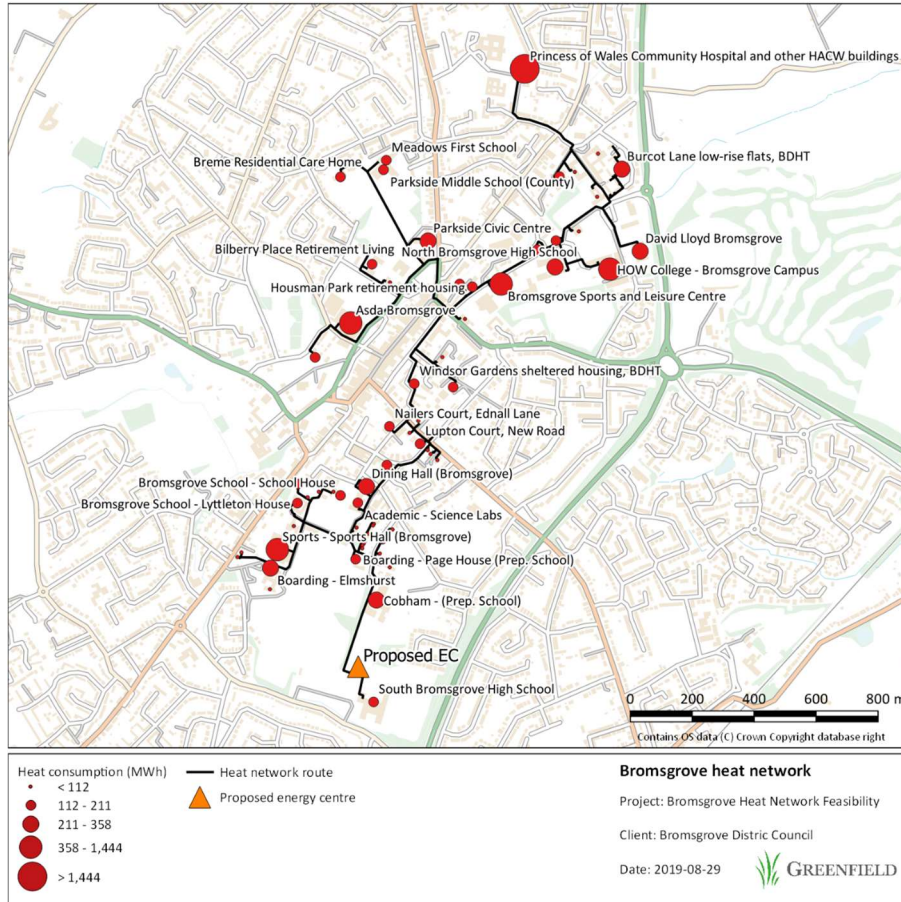 Princess of Wales Community Hospital and other HACW buildings
Meadows First School
Breme Residential Care Home
Burcot Lane low-rise flats, BDHT
Parkside Middle School (County)
Parkside Civic Centre
David Lloyd Bromsgrove
Bilberry Place Retirement Living
North Bromsgrove High School
HOW College - Bromsgrove Campus
Housman Park retirement housing
Bromsgrove Sports and Leisure Centre
Asda Bromsgrove
Windsor Gardens sheltered housing, BDHT
Nailers Court, Ednall Lane
Lupton Court, New Road
Bromsgrove School - School House
Dining Hall (Bromsgrove)
Bromsgrove School - Lyttleton House
Academic - Science Labs
Sports - Sports Hall (Bromsgrove)
Boarding - Page House (Prep. School)
Boarding - Elmshurst
Cobham - (Prep. School)
Proposed EC
South Bromsgrove High School
0 200 400 600 800 m
Contains OS data (C) Crown Copyright database right
Heat consumption (MWh)
< 112
112 - 211
211 - 358
358 - 1,444
> 1,444
Heat network route
Proposed energy centre
Bromsgrove heat network
Project: Bromsgrove Heat Network Feasibility
Client: Bromsgrove Distric Council
Date: 2019-08-29
GREENFIELD